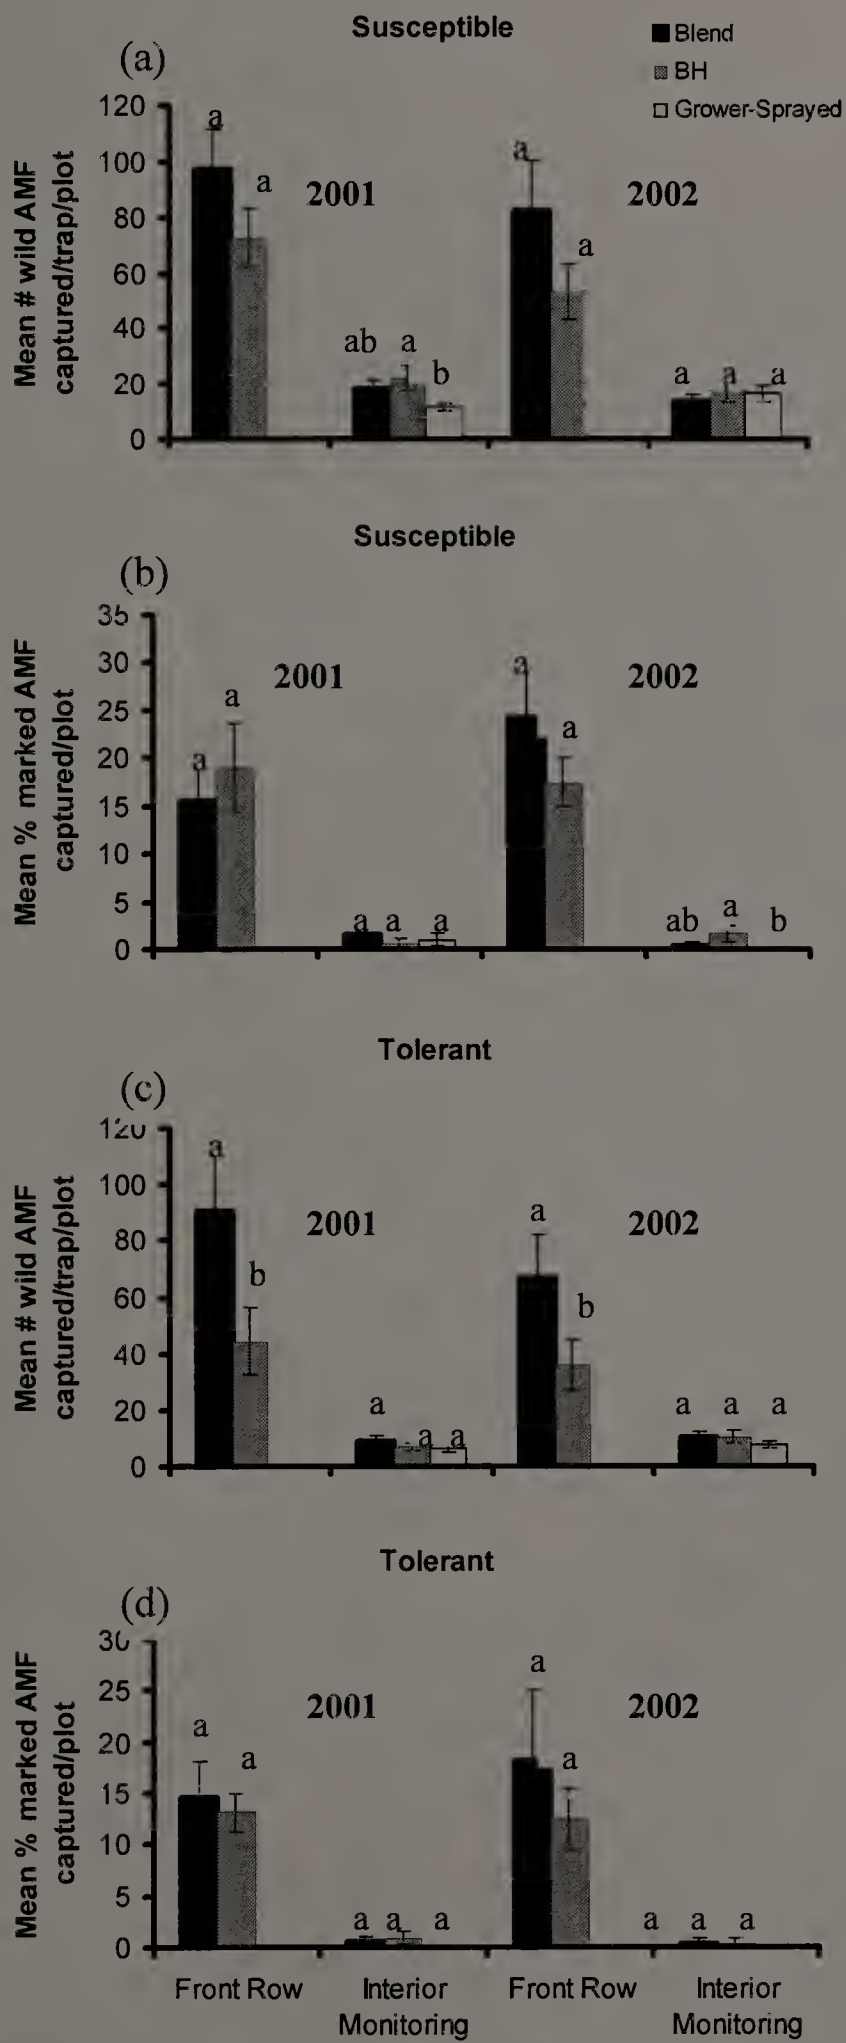 Susceptible
Blend
BH
Grower-Sprayed
(a)
Mean # wild AMF
captured/trap/plot
120
100
80
60
40
20
0
2001
2002
a
a
ab
a
b
a
a
a
a
a
Susceptible
(b)
Mean % marked AMF
captured/plot
35
30
25
20
15
10
5
0
2001
2002
a
a
a
a
a
a
a
ab
a
b
Tolerant
(c)
Mean # wild AMF
captured/trap/plot
120
100
80
60
40
20
0
2001
2002
a
b
a
a
a
a
b
a
a
a
Tolerant
(d)
Mean % marked AMF
captured/plot
30
25
20
15
10
5
0
2001
2002
a
a
a
a
a
a
a
a
a
a
Front Row
Interior
Monitoring
Front Row
Interior
Monitoring